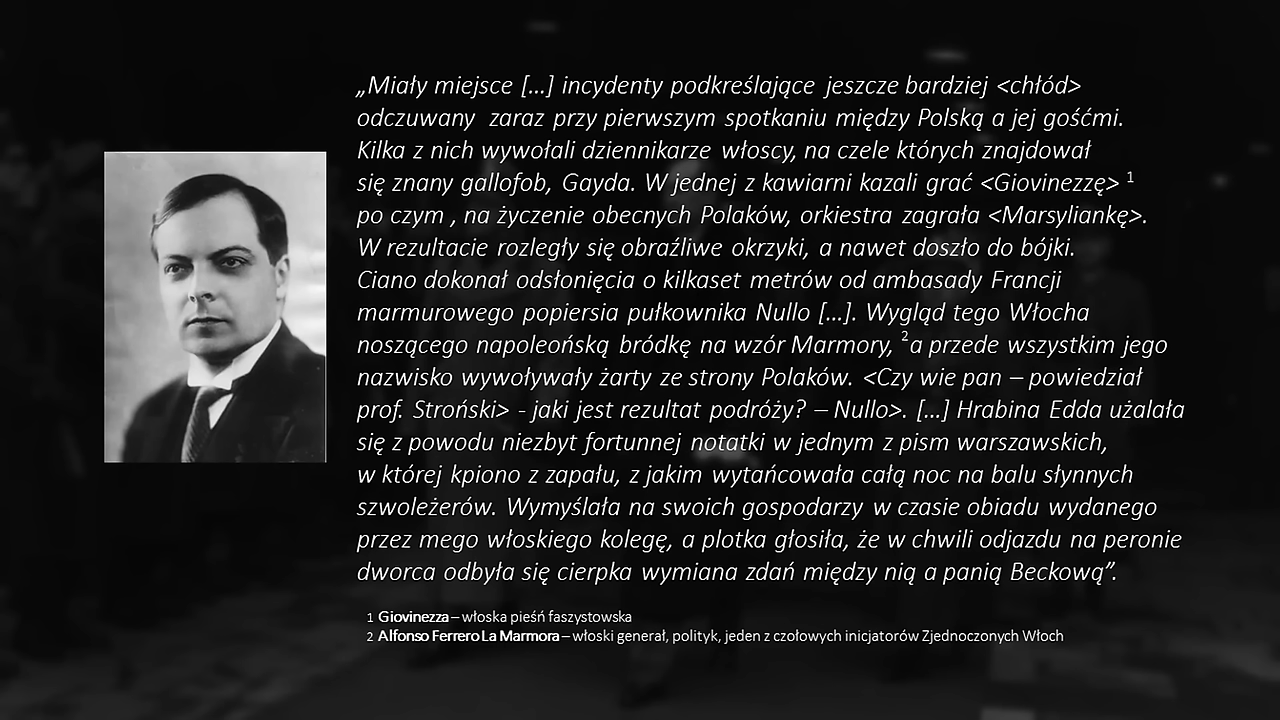 „Miały miejsce [...] incydenty podkreślające jeszcze bardziej <chłód>
odczuwany zaraz przy pierwszym spotkaniu między Polską a jej gośćmi.
Kilka z nich wywołali dziennikarze włoscy, na czele których znajdował
się znany gallofob, Gayda. W jednej z kawiarni kazali grać <Giovinezzę> 1
po czym , na życzenie obecnych Polaków, orkiestra zagrała <Marsyliankę>.
W rezultacie rozległy się obraźliwe okrzyki, a nawet doszło do bójki.
Ciano dokonał odsłonięcia o kilkaset metrów od ambasady Francji
marmurowego popiersia pułkownika Nullo [...]. Wygląd tego Włocha
noszącego napoleońską bródkę na wzór Marmory, 2 a przede wszystkim jego
nazwisko wywoływały żarty ze strony Polaków. <Czy wie pan – powiedział
prof. Stroński> - jaki jest rezultat podróży? – Nullo>. [...] Hrabina Edda użalała
się z powodu niezbyt fortunnej notatki w jednym z pism warszawskich,
w której kpiono z zapału, z jakim wytańcowała całą noc na balu słynnych
szwoleżerów. Wymyślała na swoich gospodarzy w czasie obiadu wydanego
przez mego włoskiego kolegę, a plotka głosiła, że w chwili odjazdu na peronie
dworca odbyła się cierpka wymiana zdań między nią a panią Beckową”.
1 Giovinezza – włoska pieśń faszystowska
2 Alfonso Ferrero La Marmora – włoski generał, polityk, jeden z czołowych inicjatorów Zjednoczonych Włoch